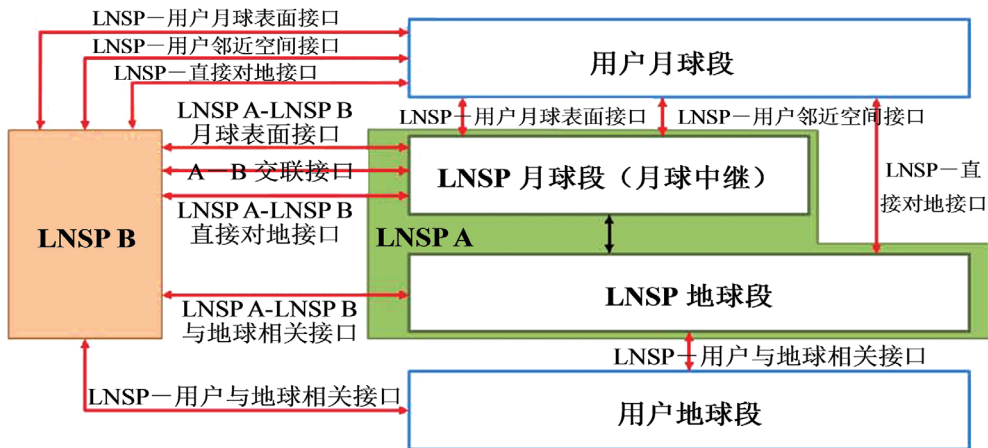 LNSP－用户月球表面接口
LNSP－用户邻近空间接口
LNSP－直接对地接口
用户月球段
LNSP A-LNSP B
月球表面接口
LNSP－用户月球表面接口
LNSP－用户邻近空间接口
A－B 交联接口
LNSP 月球段（月球中继）
LNSP－直
接对地接口
LNSP A-LNSP B
直接对地接口
LNSP B
LNSP A
LNSP 地球段
LNSP A-LNSP B
与地球相关接口
LNSP－用户与地球相关接口
LNSP－用户与地球相关接口
用户地球段